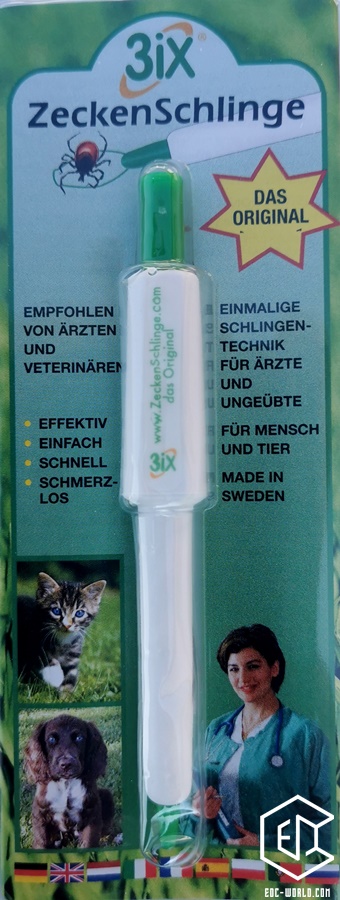 3iX®
ZeckenSchlinge
DAS
ORIGINAL
EMPFOHLEN
VON ÄRZTEN
UND
VETERINÄREN
EFFEKTIV
EINFACH
SCHNELL
SCHMERZ-
LOS
www.ZeckenSchlinge.com
das Original
3iX
EINMALIGE
SCHLINGEN-
TECHNIK
FÜR ÄRZTE
UND
UNGEÜBTE
FÜR MENSCH
UND TIER
MADE IN
SWEDEN
EDC-WORLD.COM